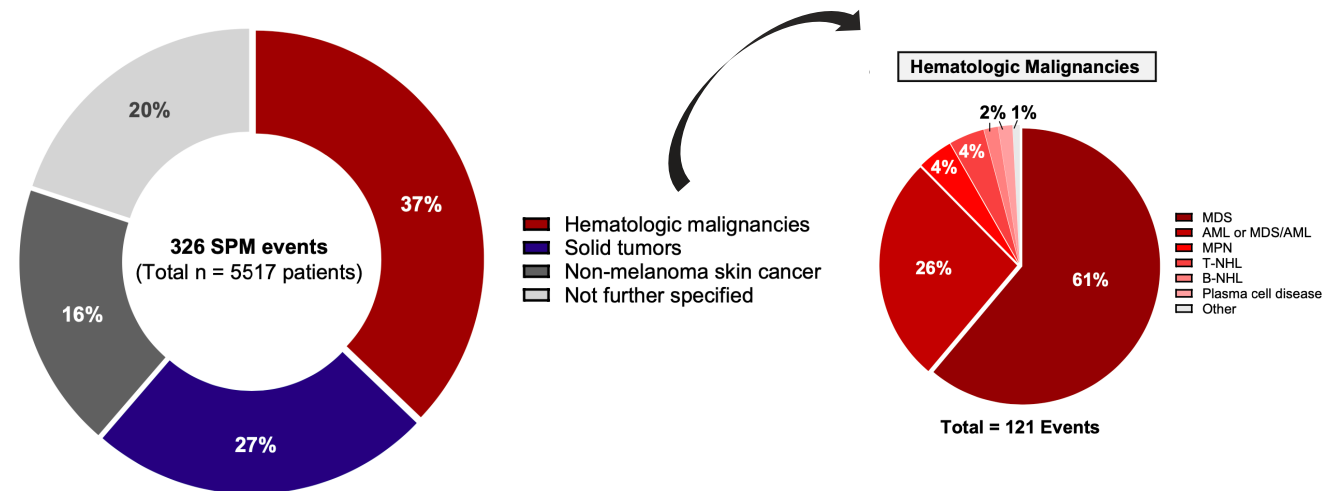 20%
37%
326 SPM events
(Total n = 5517 patients)
16%
27%
Hematologic malignancies
Solid tumors
Non-melanoma skin cancer
Not further specified
Hematologic Malignancies
2% 1%
4%
4%
26%
61%
Total = 121 Events
MDS
AML or MDS/AML
MPN
T-NHL
B-NHL
Plasma cell disease
Other